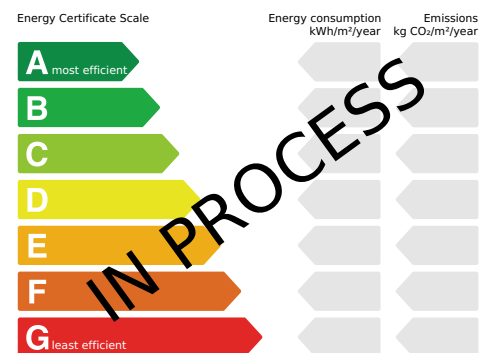 Energy Certificate Scale
Energy consumption
kWh/m²/year
Emissions
kg CO₂/m²/year
A most efficient
B
C
D
E
F
G least efficient
IN PROCESS